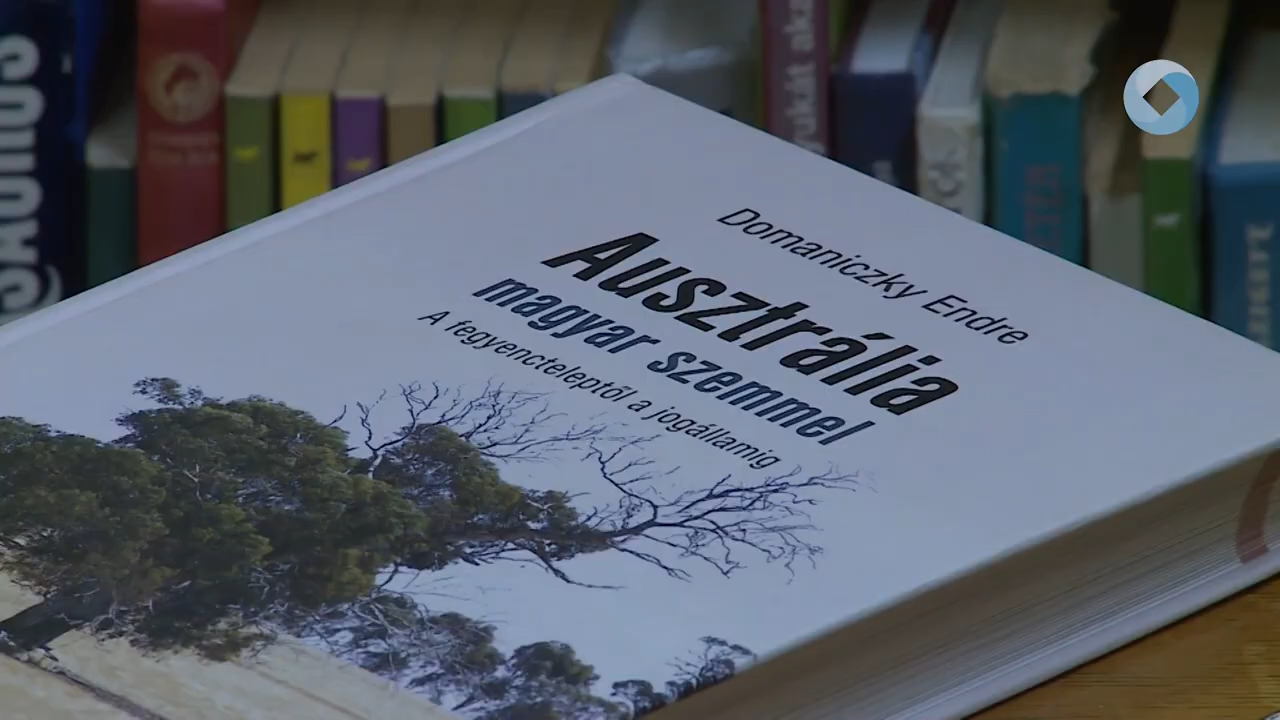 Domaniczky Endre
Ausztrália
magyar szemmel
A fegyencteleptől a jogállamig